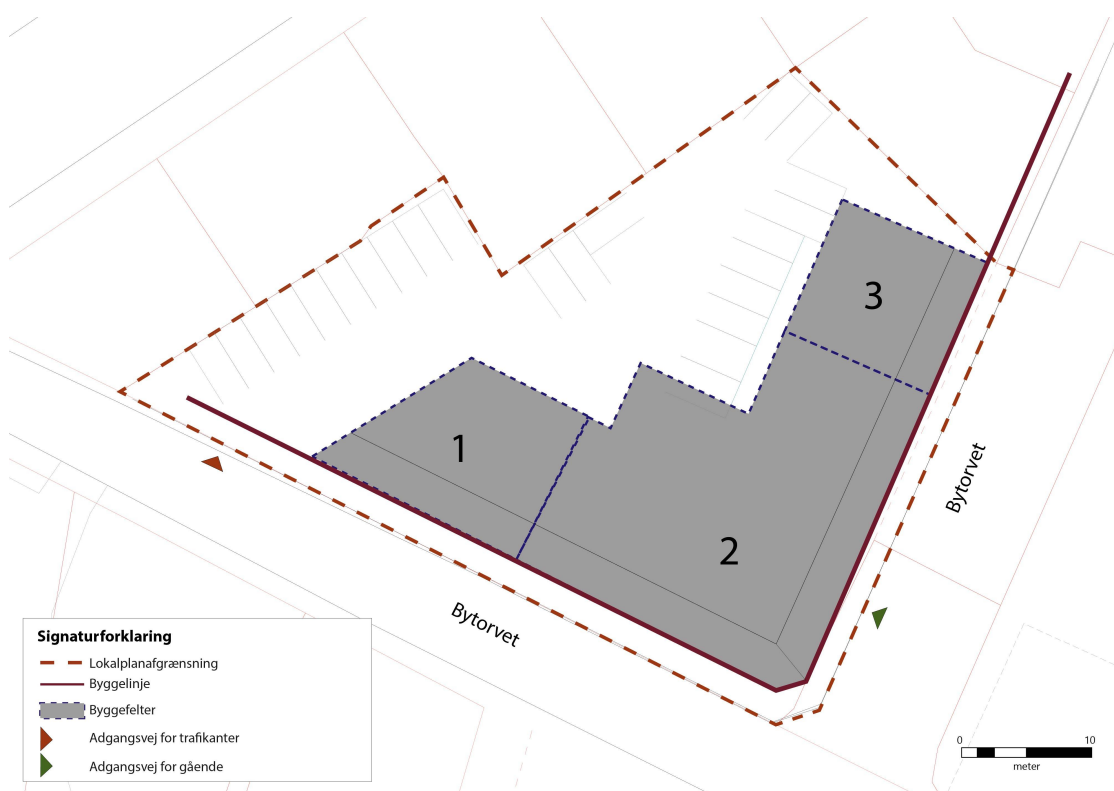 3
1
2
Bytorvet
Bytorvet
Signaturforklaring
Lokalplanafgrænsning
Byggelinje
Byggefelter
Adgangsvej for trafikanter
Adgangsvej for gående
0 10
meter